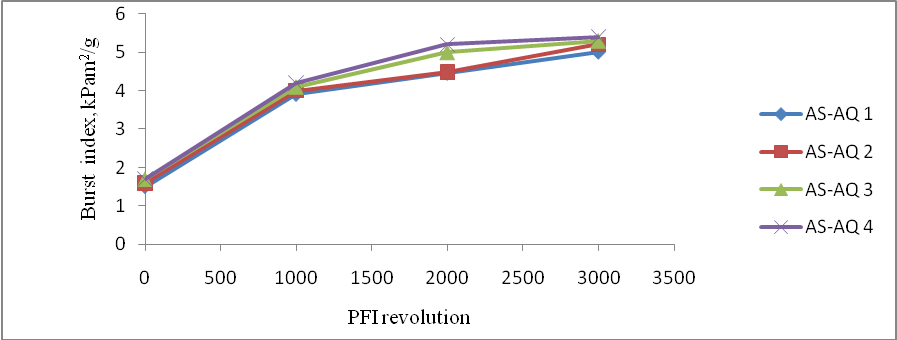 Burst index, kPam²/g
6
5
4
3
2
1
0
0 500 1000 1500 2000 2500 3000 3500
PFI revolution
AS-AQ 1
AS-AQ 2
AS-AQ 3
AS-AQ 4